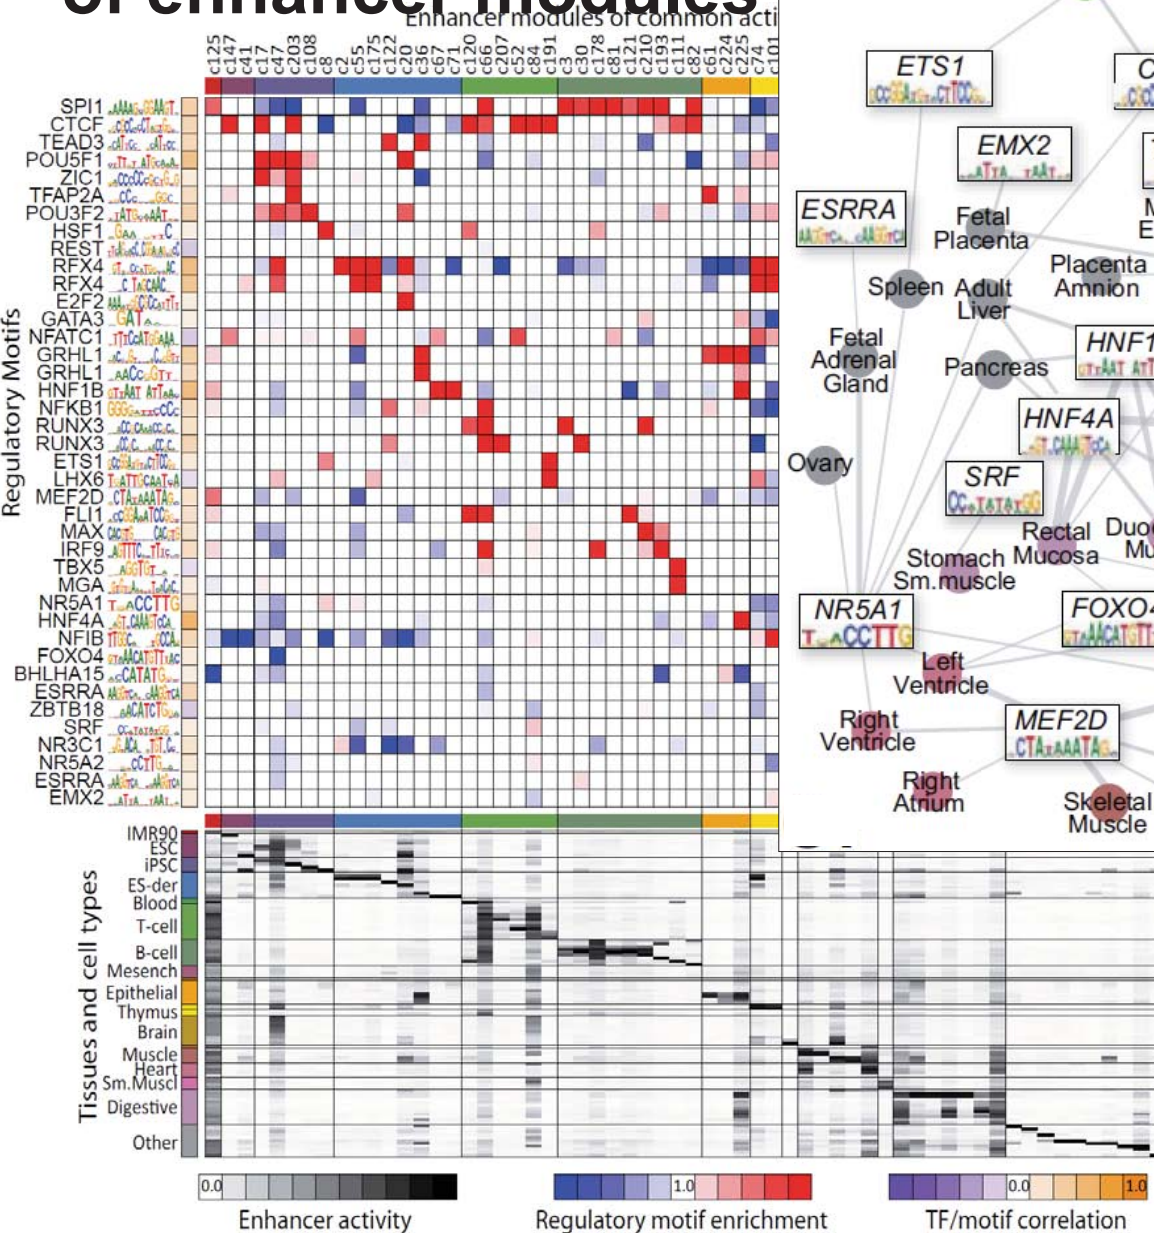 of enhancer modules
Enhancer modules of common acti
c125
c147
c41
c17
c47
c203
c108
c8
c2
c55
c175
c122
c20
c36
c67
c71
c120
c66
c207
c52
c84
c191
c3
c30
c178
c81
c121
c210
c193
c111
c82
c61
c224
c225
c74
c101
Regulatory Motifs
SPI1
CTCF
TEAD3
POU5F1
ZIC1
TFAP2A
POU3F2
HSF1
REST
RFX4
RFX4
E2F2
GATA3
NFATC1
GRHL1
GRHL1
HNF1B
NFKB1
RUNX3
RUNX3
ETS1
LHX6
MEF2D
FLI1
MAX
IRF9
TBX5
MGA
NR5A1
HNF4A
NFIB
FOXO4
BHLHA15
ESRRA
ZBTB18
SRF
NR3C1
NR5A2
ESRRA
EMX2
ETS1
EMX2
ESRRA
Fetal
Placenta
Placenta
Amnion
Spleen
Adult
Liver
Fetal
Adrenal
Gland
Pancreas
HNF1
HNF4A
Ovary
SRF
Rectal
Mucosa
Duo
Mu
Stomach
Sm.muscle
NR5A1
FOXO4
Left
Ventricle
Right
Ventricle
MEF2D
Right
Atrium
Skeletal
Muscle
Tissues and cell types
IMR90
ESC
iPSC
ES-der
Blood
T-cell
B-cell
Mesench
Epithelial
Thymus
Brain
Muscle
Heart
Sm.Muscl
Digestive
Other
0.0
Enhancer activity
1.0
Regulatory motif enrichment
0.0 1.0
TF/motif correlation